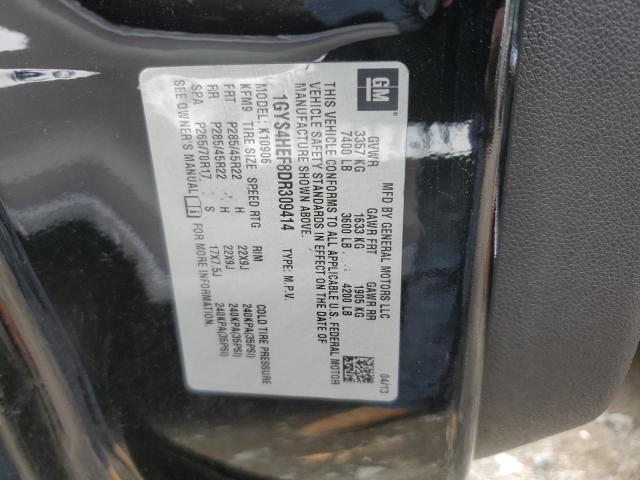 GM
MFD BY GENERAL MOTORS LLC
04/13
GVWR GAWR FRT GAWR RR
3357 KG 1633 KG 1905 KG
7400 LB 3600 LB 4200 LB
THIS VEHICLE CONFORMS TO ALL APPLICABLE U.S. FEDERAL MOTOR
VEHICLE SAFETY STANDARDS IN EFFECT ON THE DATE OF
MANUFACTURE SHOWN ABOVE.
1GYS4HEF8DR309414 TYPE: M.P.V.
MODEL: K10906
KFM9 TIRE SIZE SPEED RTG RIM COLD TIRE PRESSURE
FRT P285/45R22 H 22X9J 240KPA(35PSI)
RR P285/45R22 H 22X9J 240KPA(35PSI)
SPA P265/70R17 S 17X7.5J 240KPA(35PSI)
SEE OWNER'S MANUAL FOR MORE INFORMATION